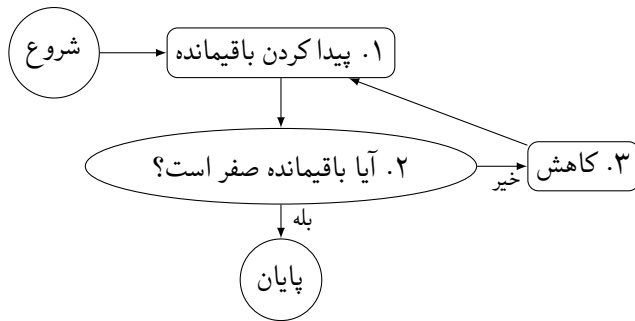 شروع
۱. پیدا کردن باقیمانده
۲. آیا باقیمانده صفر است؟
۳. کاهش
خیر
بله
پایان